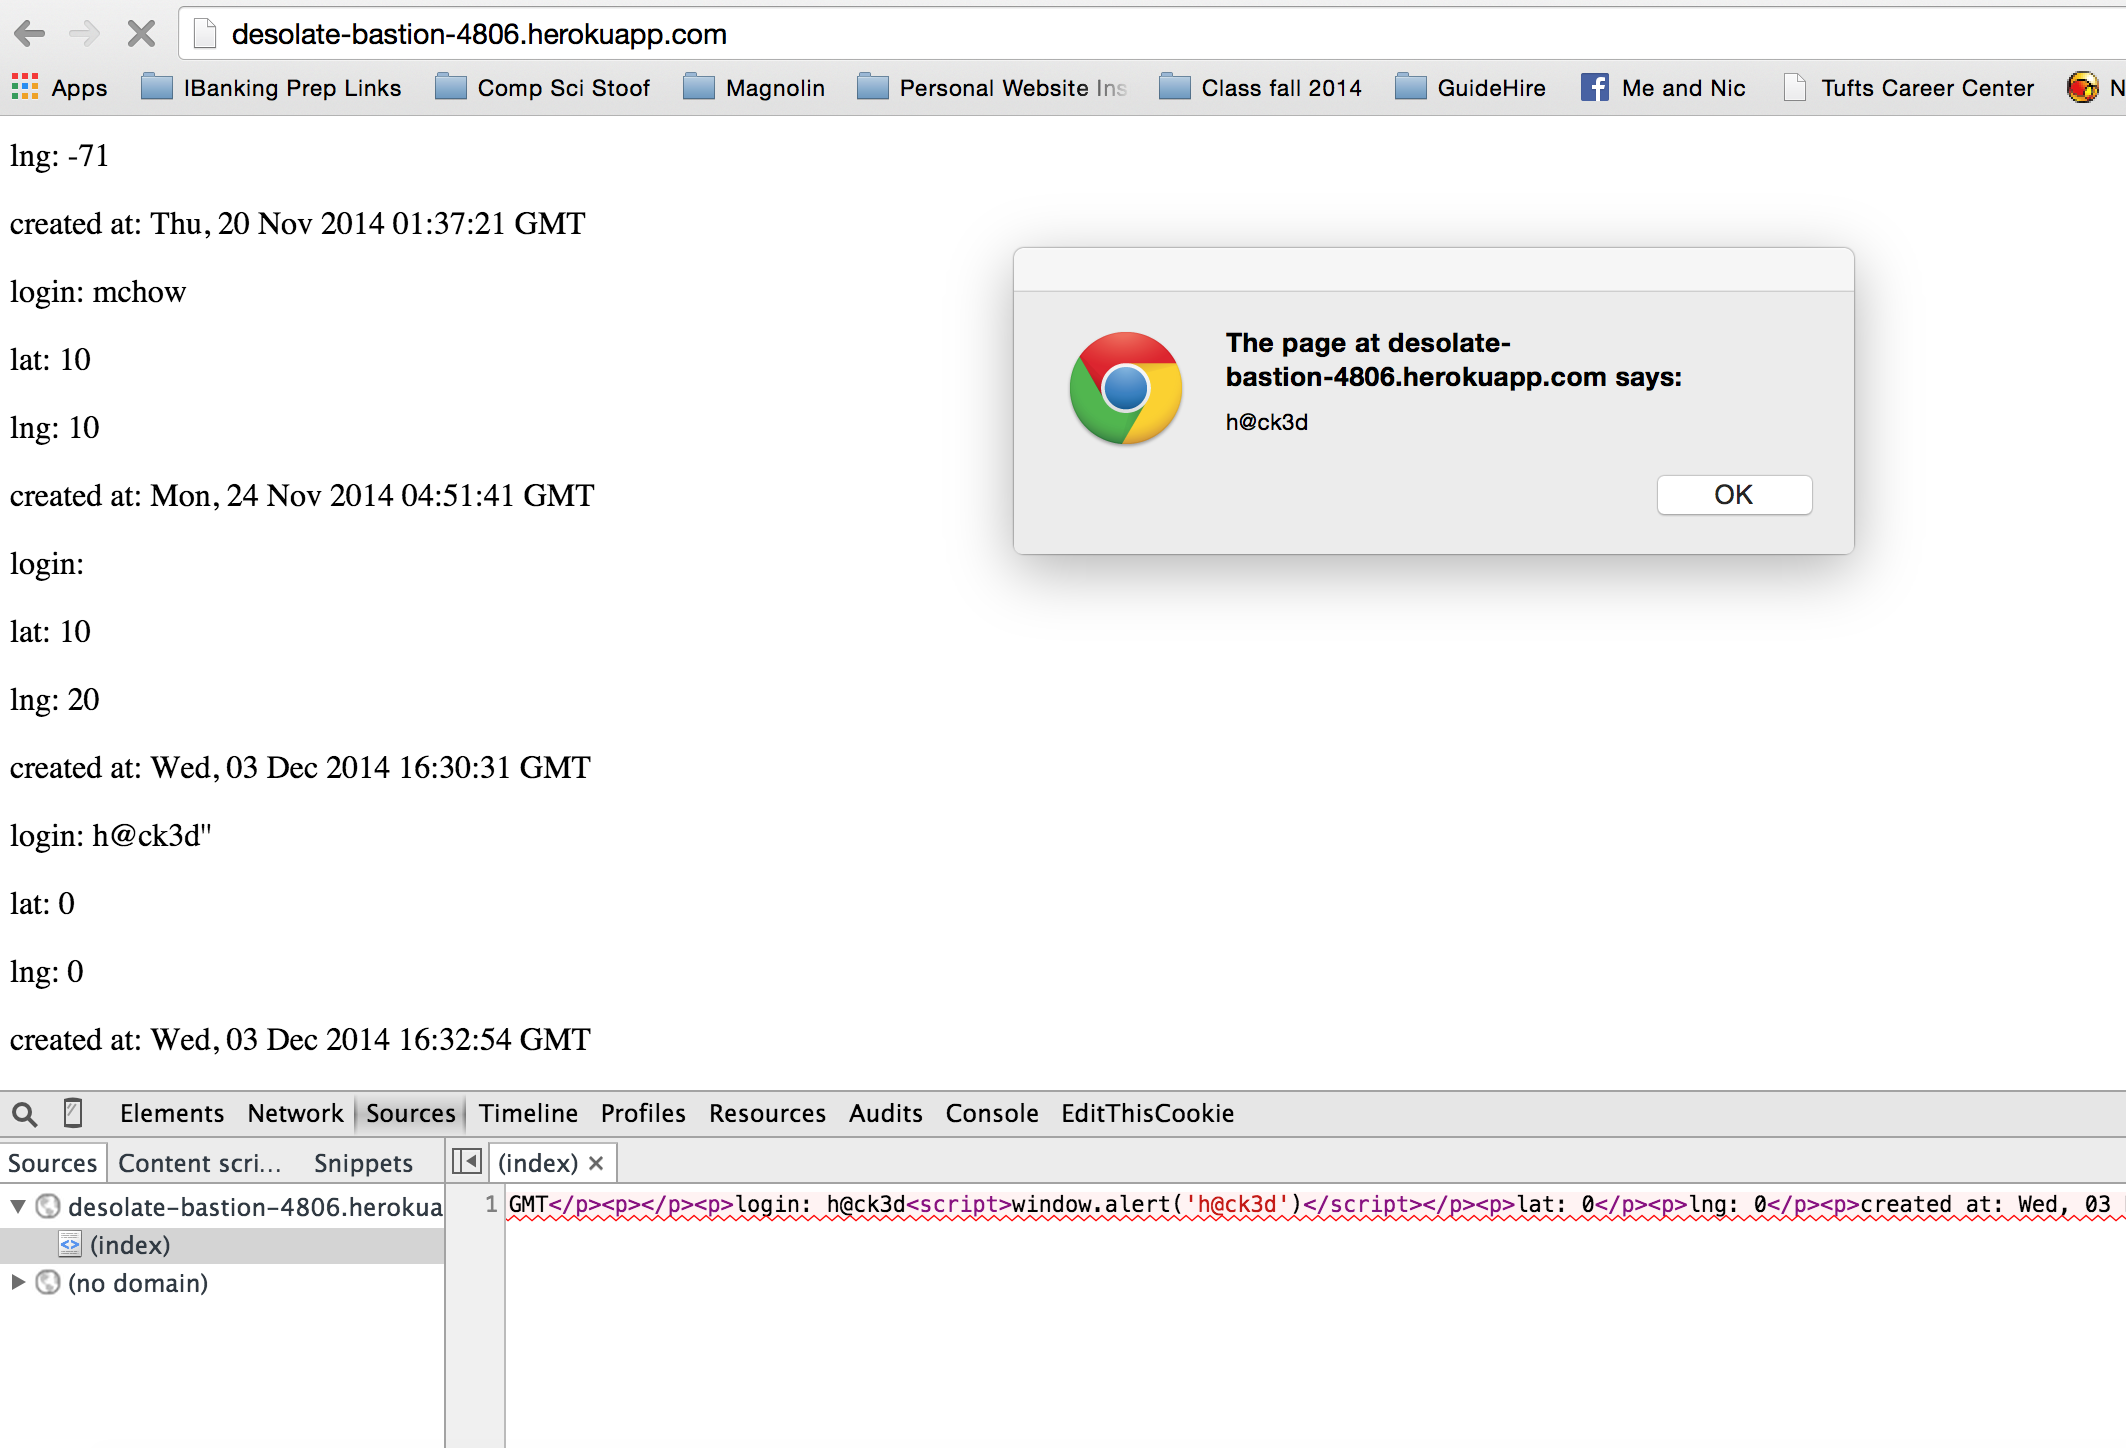 desolate-bastion-4806.herokuapp.com
Apps IBanking Prep Links Comp Sci Stoof Magnolin Personal Website Ins Class fall 2014 GuideHire Me and Nic Tufts Career Center N
lng: -71
created at: Thu, 20 Nov 2014 01:37:21 GMT
login: mchow
lat: 10
lng: 10
created at: Mon, 24 Nov 2014 04:51:41 GMT
login:
lat: 10
lng: 20
created at: Wed, 03 Dec 2014 16:30:31 GMT
login: h@ck3d"
lat: 0
lng: 0
created at: Wed, 03 Dec 2014 16:32:54 GMT
The page at desolate-
bastion-4806.herokuapp.com says:
h@ck3d
OK
Elements Network Sources Timeline Profiles Resources Audits Console EditThisCookie
Sources Content scri... Snippets (index) ×
desolate-bastion-4806.herokua
(index)
(no domain)
1 GMT</p><p></p><p>login: h@ck3d<script>window.alert('h@ck3d')</script></p><p>lat: 0</p><p>lng: 0</p><p>created at: Wed, 03